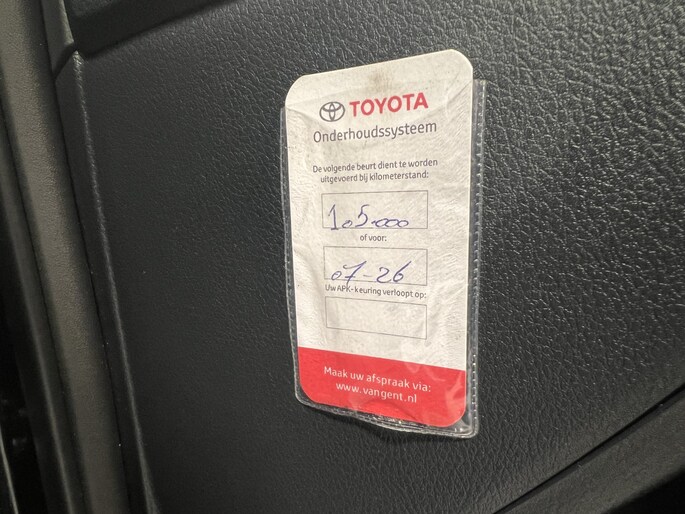 TOYOTA
Onderhoudssysteem
De volgende beurt dient te worden
uitgevoerd bij kilometerstand:
105.000
of voor:
07-26
Uw APK-keuring verloopt op:
Maak uw afspraak via:
www.vangent.nl